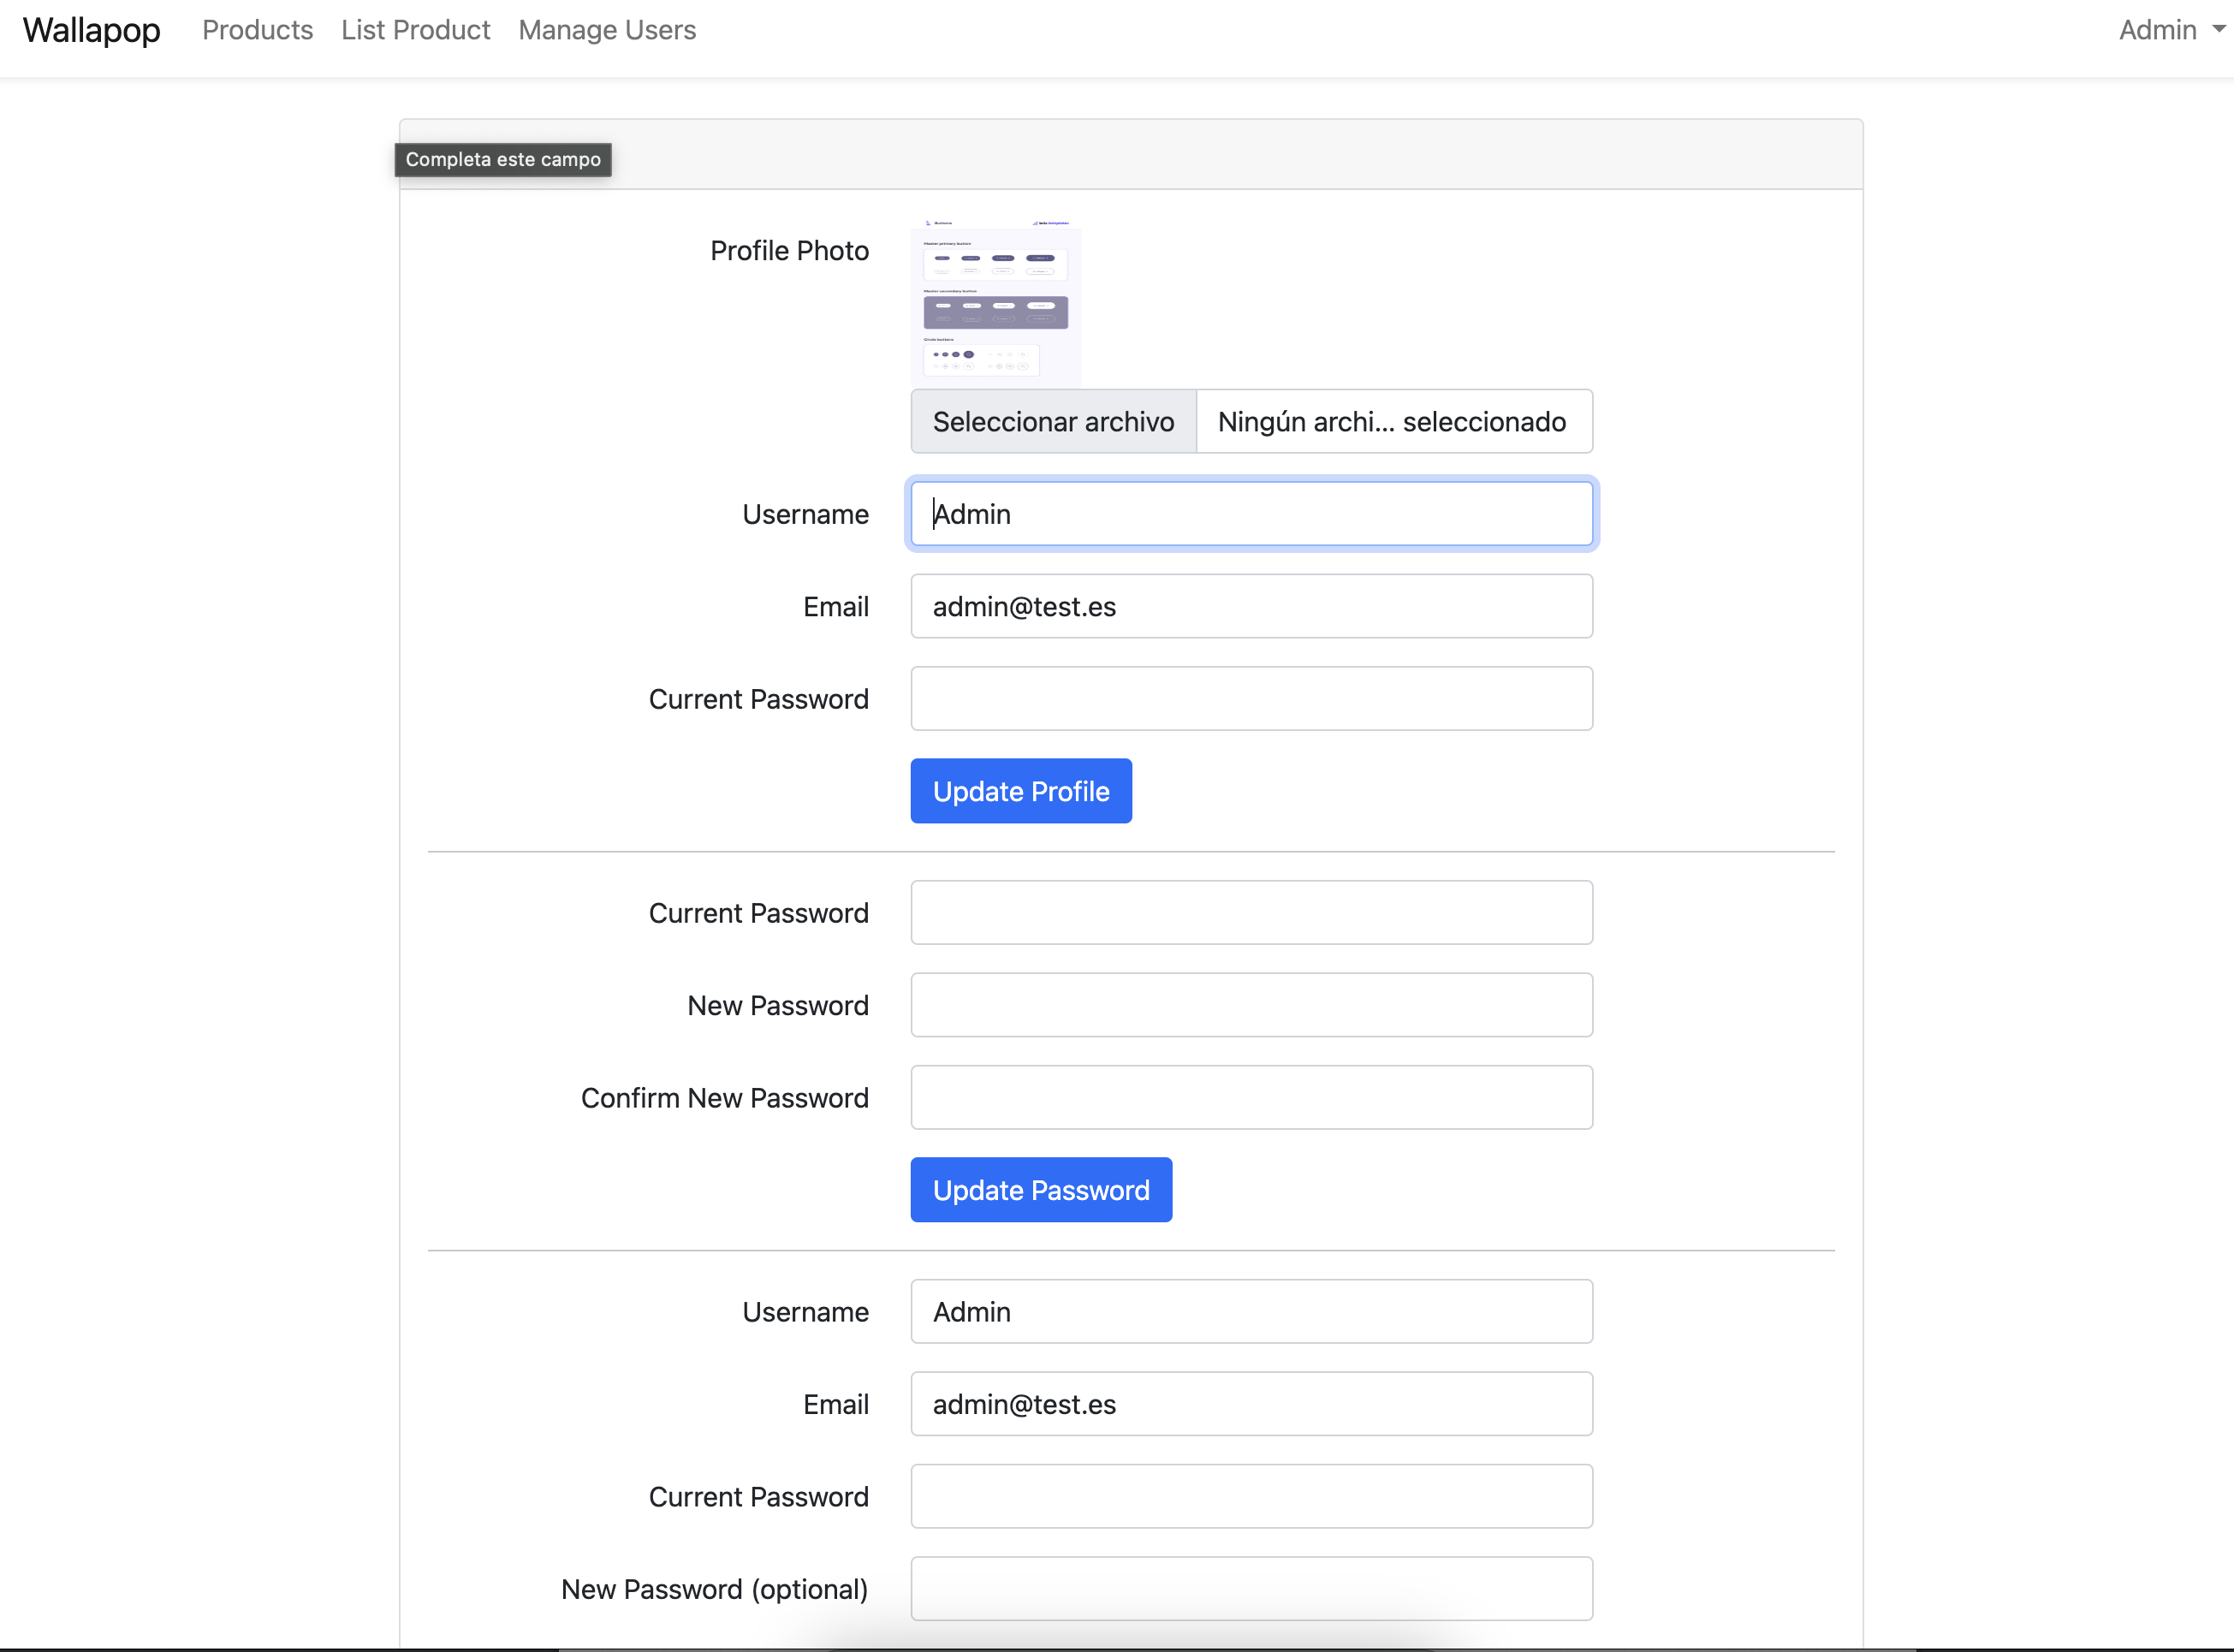 Wallapop Products List Product Manage Users Admin
Completa este campo
Profile Photo
Seleccionar archivo Ningún archi... seleccionado
Username Admin
Email admin@test.es
Current Password
Update Profile
Current Password
New Password
Confirm New Password
Update Password
Username Admin
Email admin@test.es
Current Password
New Password (optional)